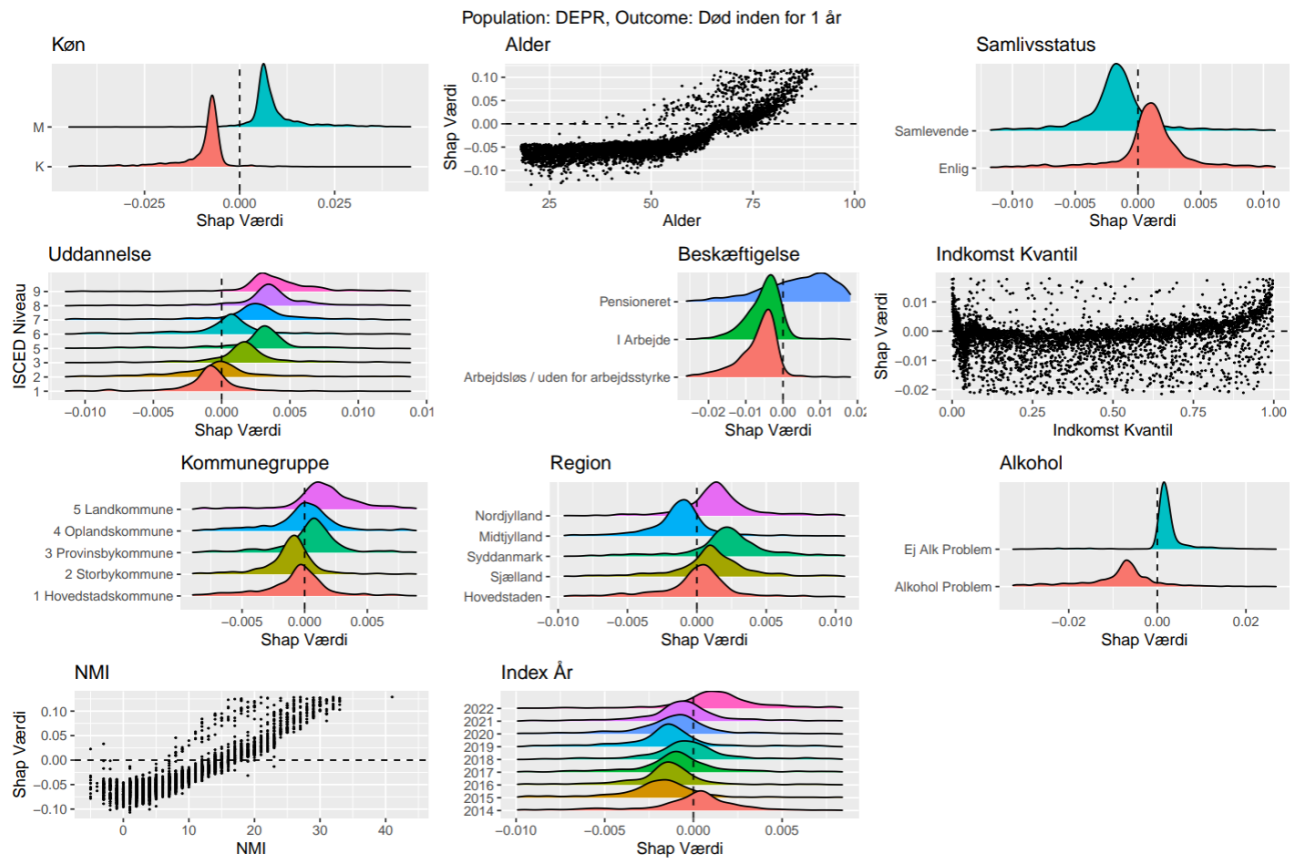 Population: DEPR, Outcome: Død inden for 1 år
Køn
M
K
−0.025 0.000 0.025
Shap Værdi
Alder
Shap Værdi
0.10
0.05
0.00
−0.05
−0.10
25 50 75 100
Alder
Samlivsstatus
Samlevende
Enlig
−0.010 −0.005 0.000 0.005 0.010
Shap Værdi
Uddannelse
ISCED Niveau
9
8
7
6
5
3
2
1
−0.010 −0.005 0.000 0.005 0.010 0.01
Shap Værdi
Beskæftigelse
Pensioneret
I Arbejde
Arbejdsløs / uden for arbejdsstyrke
−0.02 −0.01 0.00 0.01 0.02
Shap Værdi
Indkomst Kvantil
Shap Værdi
0.01
0.00
−0.01
−0.02
0.00 0.25 0.50 0.75 1.00
Indkomst Kvantil
Kommunegruppe
5 Landkommune
4 Oplandskommune
3 Provinsbykommune
2 Storbykommune
1 Hovedstadskommune
−0.005 0.000 0.005
Shap Værdi
Region
Nordjylland
Midtjylland
Syddanmark
Sjælland
Hovedstaden
−0.010 −0.005 0.000 0.005 0.010
Shap Værdi
Alkohol
Ej Alk Problem
Alkohol Problem
−0.02 0.00 0.02
Shap Værdi
NMI
Shap Værdi
0.10
0.05
0.00
−0.05
−0.10
0 10 20 30 40
NMI
Index År
2022
2021
2020
2019
2018
2017
2016
2015
2014
−0.010 −0.005 0.000 0.005
Shap Værdi